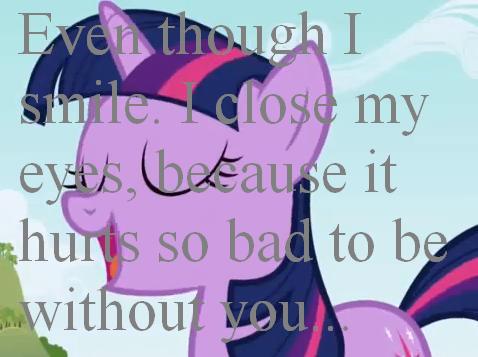 Even though I
smile. I close my
eyes, because it
hurts so bad to be
without you...